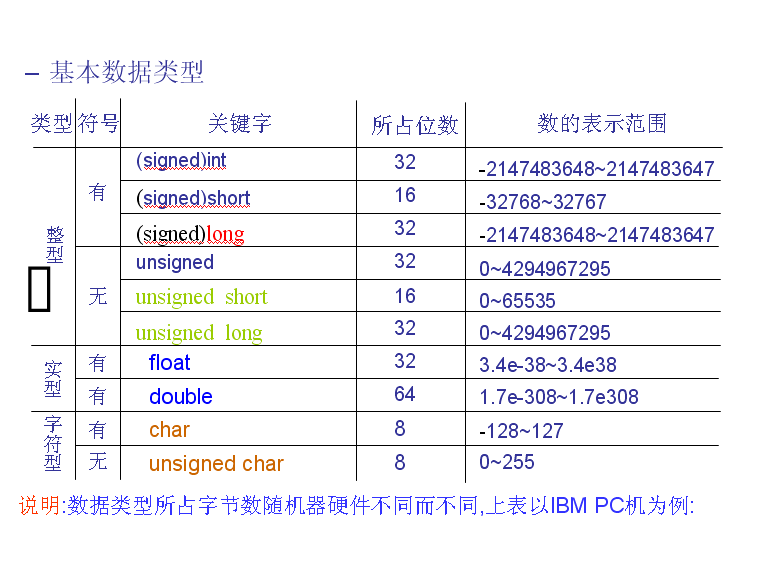 – 基本数据类型
类型 符号 关键字 所占位数 数的表示范围
整型 有 (signed)int 32 -2147483648~2147483647
(signed)short 16 -32768~32767
(signed)long 32 -2147483648~2147483647
无 unsigned 32 0~4294967295
unsigned short 16 0~65535
unsigned long 32 0~4294967295
实型 有 float 32 3.4e-38~3.4e38
有 double 64 1.7e-308~1.7e308
字符型 有 char 8 -128~127
无 unsigned char 8 0~255
说明:数据类型所占字节数随机器硬件不同而不同,上表以IBM PC机为例: